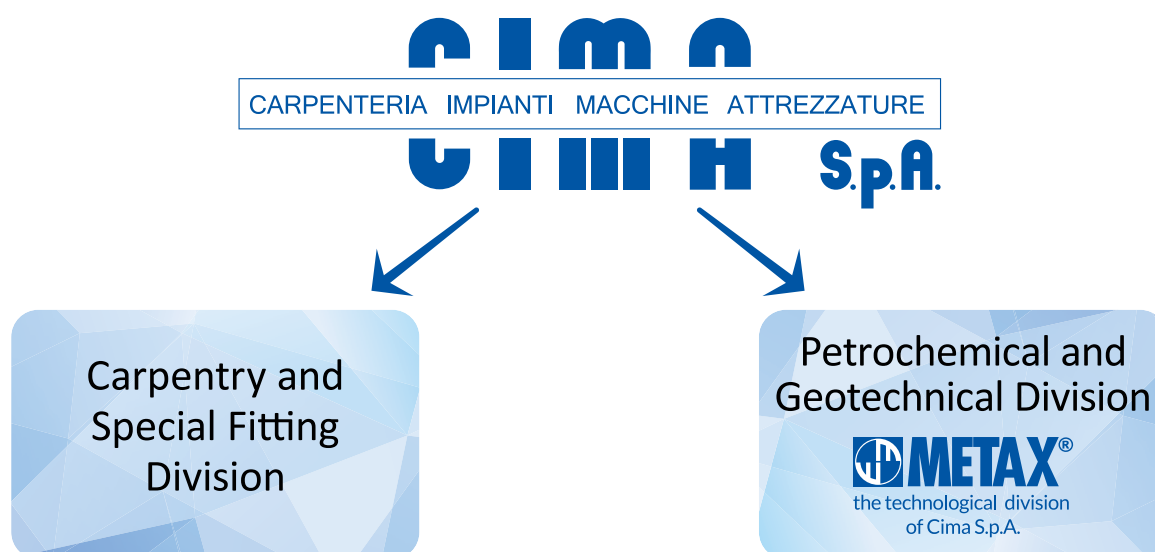 CIMA
CARPENTERIA IMPIANTI MACCHINE ATTREZZATURE
S.p.A.
Carpentry and
Special Fitting
Division
Petrochemical and
Geotechnical Division
METAX®
the technological division
of Cima S.p.A.